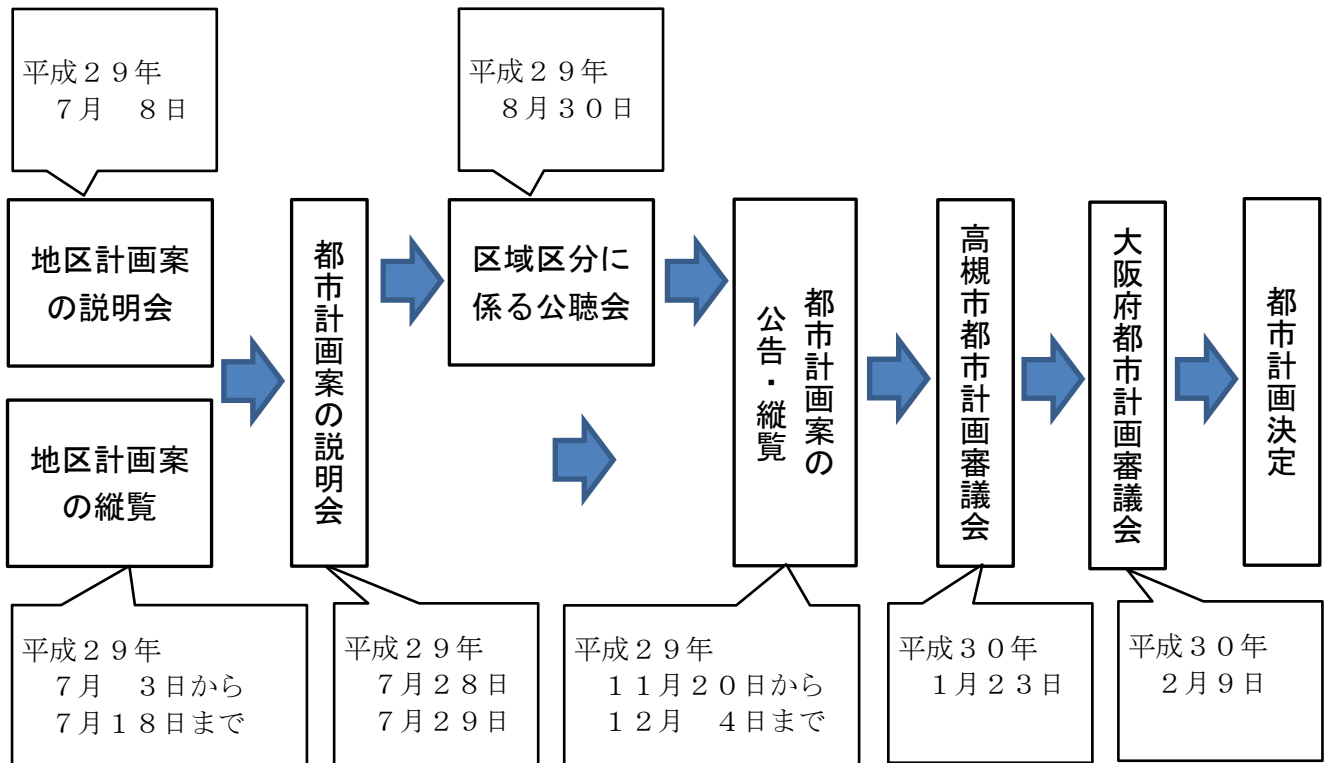 平成２９年
７月　８日
平成２９年
８月３０日
地区計画案
の説明会
地区計画案
の縦覧
都市計画案の説明会
区域区分に
係る公聴会
都市計画案の
公告・縦覧
高槻市都市計画審議会
大阪府都市計画審議会
都市計画決定
平成２９年
７月　３日から
７月１８日まで
平成２９年
７月２８日
７月２９日
平成２９年
１１月２０日から
１２月　４日まで
平成３０年
１月２３日
平成３０年
２月９日